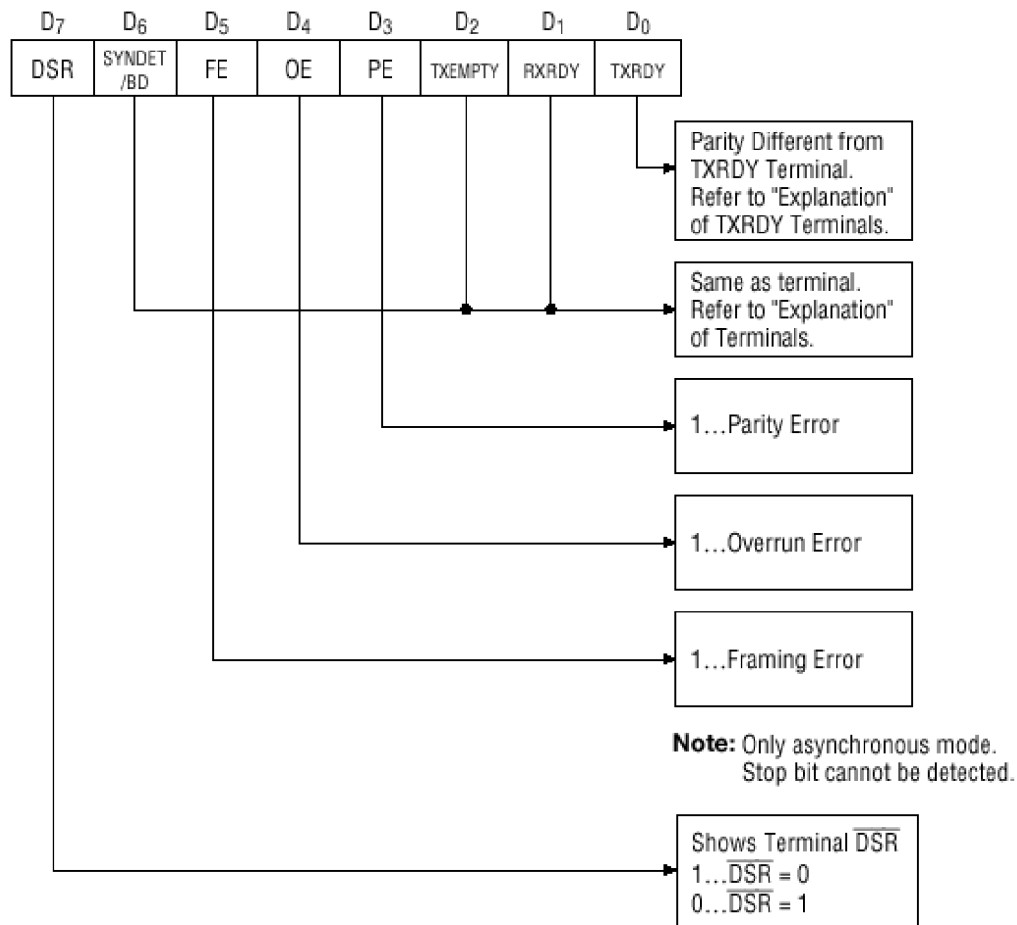 D7 D6 D5 D4 D3 D2 D1 D0
DSR SYNDET /BD FE OE PE TXEMPTY RXRDY TXRDY
Parity Different from
TXRDY Terminal.
Refer to "Explanation"
of TXRDY Terminals.
Same as terminal.
Refer to "Explanation"
of Terminals.
1...Parity Error
1...Overrun Error
1...Framing Error
Note: Only asynchronous mode.
Stop bit cannot be detected.
Shows Terminal D̅S̅R̅
1...D̅S̅R̅ = 0
0...D̅S̅R̅ = 1